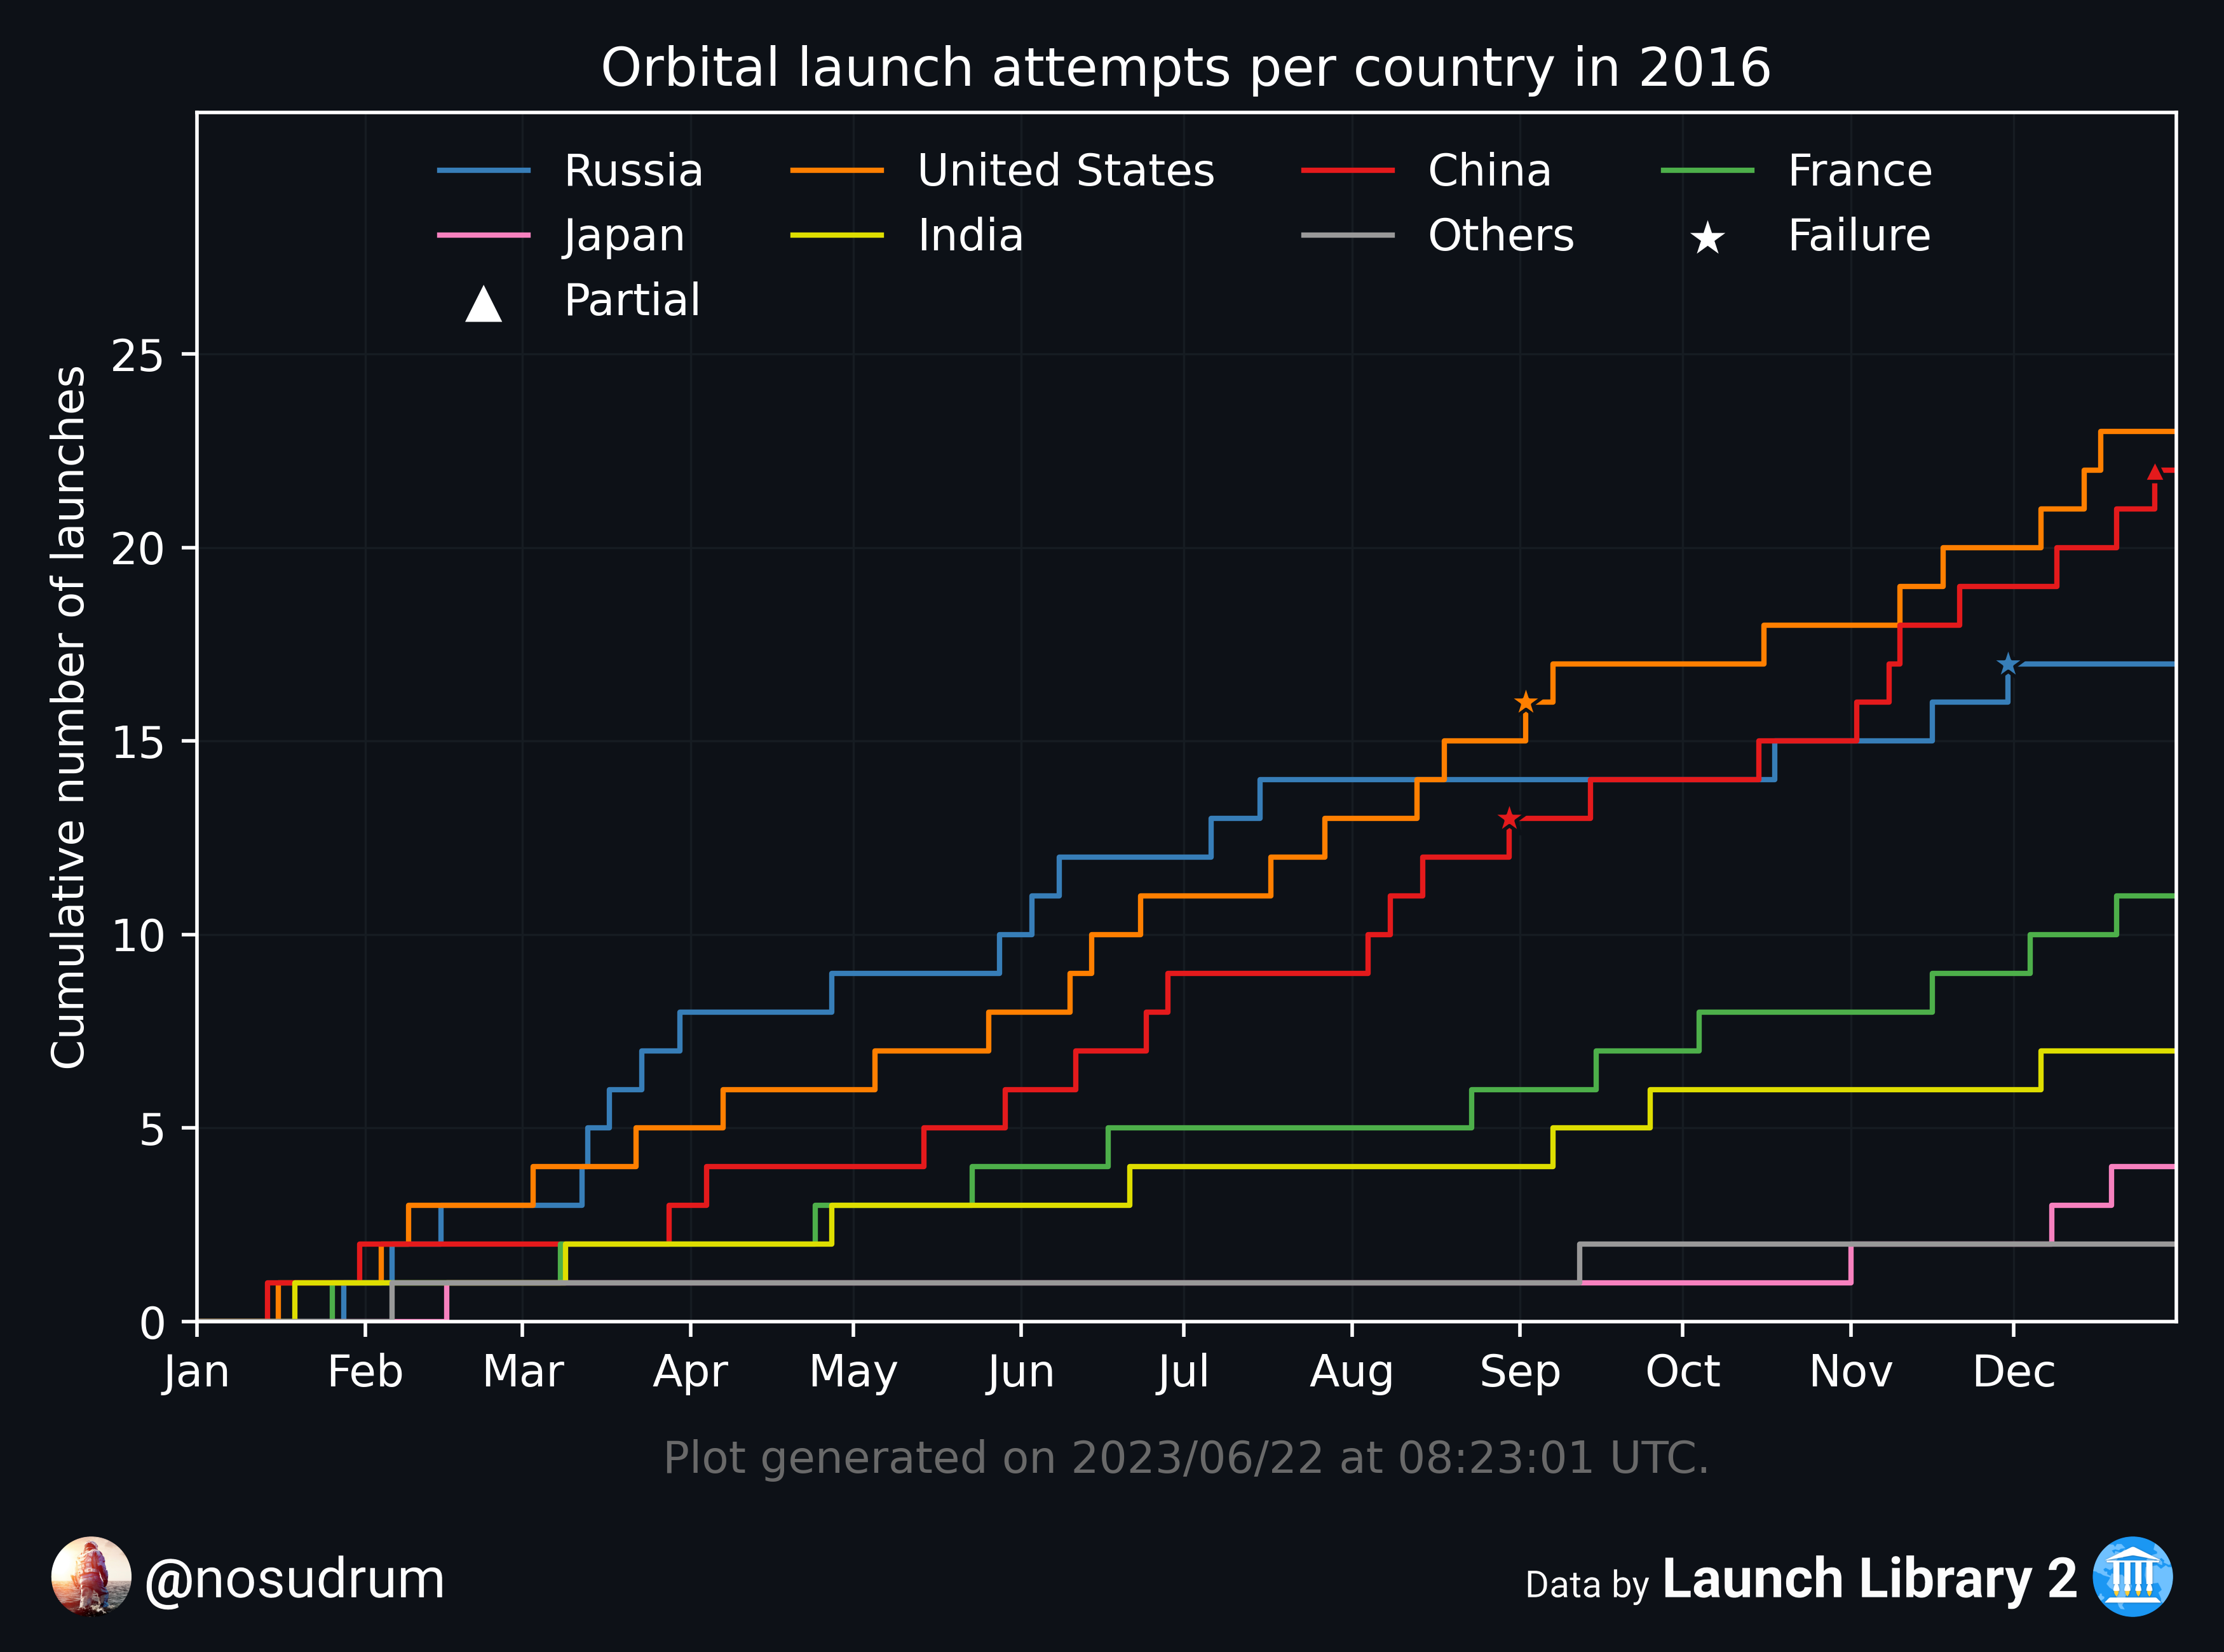 Orbital launch attempts per country in 2016
Russia United States China France
Japan India Others Failure
Partial
Cumulative number of launches
25
20
15
10
5
0
Jan Feb Mar Apr May Jun Jul Aug Sep Oct Nov Dec
Plot generated on 2023/06/22 at 08:23:01 UTC.
@nosudrum
Data by Launch Library 2